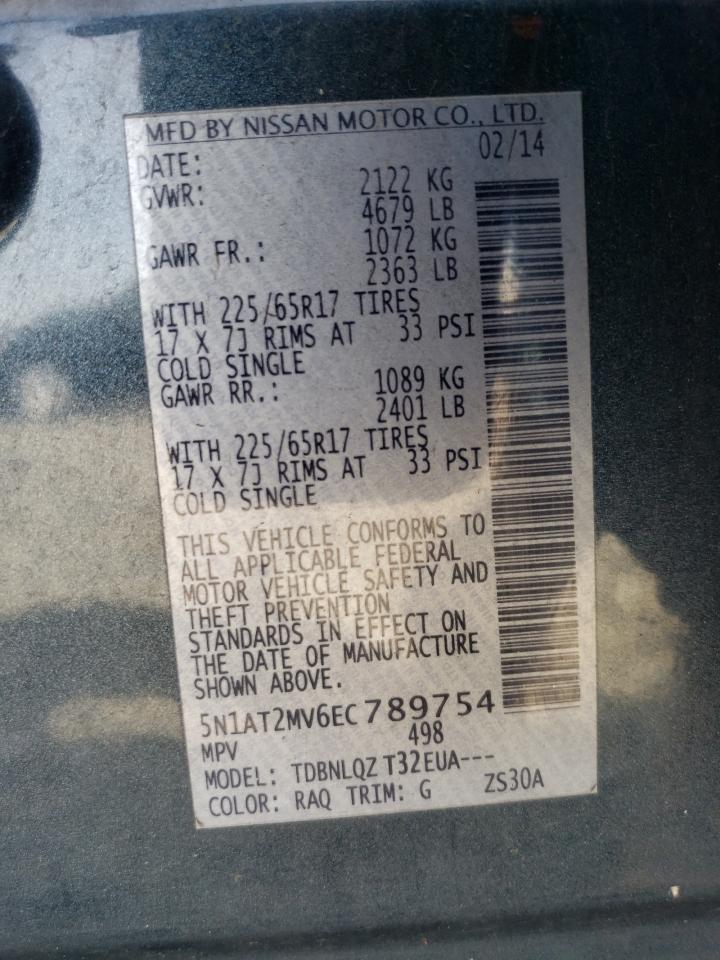 MFD BY NISSAN MOTOR CO., LTD.
DATE: 02/14
GVWR: 2122 KG
4679 LB
GAWR FR.: 1072 KG
2363 LB
WITH 225/65R17 TIRES
17 X 7J RIMS AT 33 PSI
COLD SINGLE
GAWR RR.: 1089 KG
2401 LB
WITH 225/65R17 TIRES
17 X 7J RIMS AT 33 PSI
COLD SINGLE
THIS VEHICLE CONFORMS TO
ALL APPLICABLE FEDERAL
MOTOR VEHICLE SAFETY AND
THEFT PREVENTION
STANDARDS IN EFFECT ON
THE DATE OF MANUFACTURE
SHOWN ABOVE.
5N1AT2MV6EC789754
MPV 498
MODEL: TDBNLQZ T32EUA---
COLOR: RAQ TRIM: G ZS30A